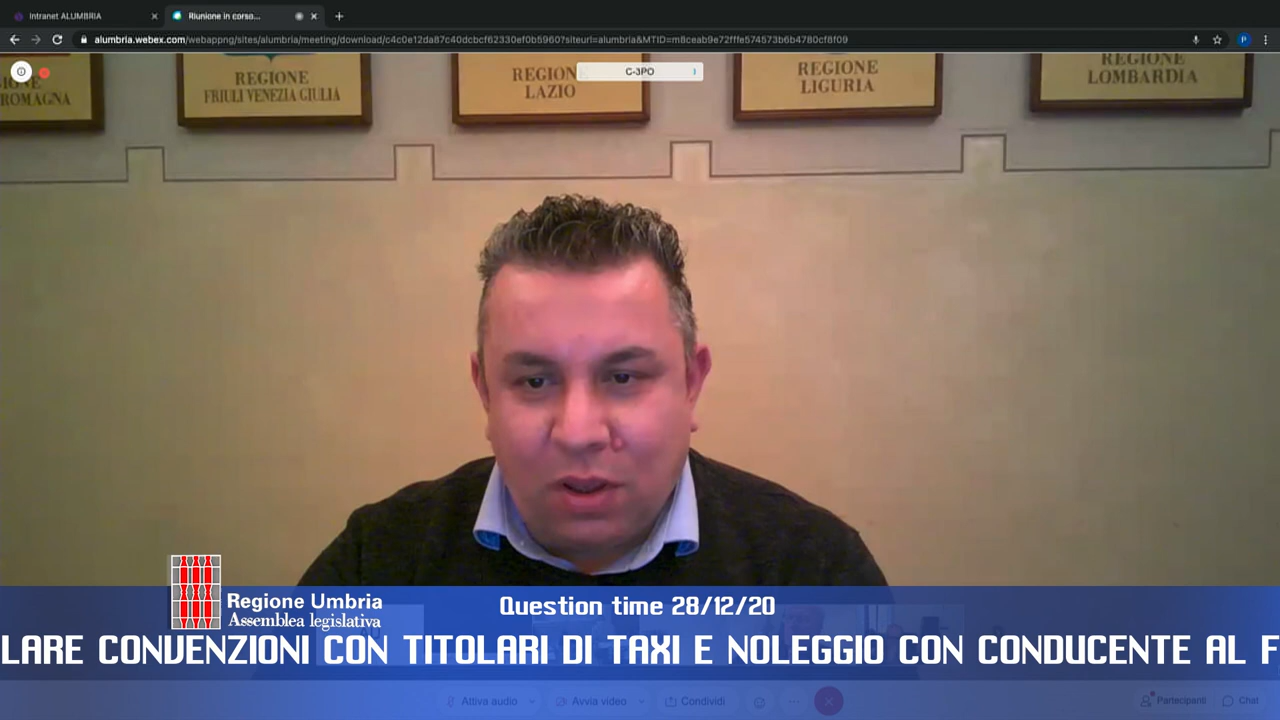 Intranet ALUMBRIA
Riunione in corso...
alumbria.webex.com/webappng/sites/alumbria/meeting/download/c4c0e12da87c40dcbcf62330ef0b5960?siteurl=alumbria&MTID=m8ceab9e72fffe574573b6b4780cf8f09
P
ROMAGNA
REGIONE
FRIULI VENEZIA GIULIA
REGION
LAZIO
C-3PO
REGIONE
LIGURIA
REGIONE
LOMBARDIA
Regione Umbria
Assemblea legislativa
Question time 28/12/20
LARE CONVENZIONI CON TITOLARI DI TAXI E NOLEGGIO CON CONDUCENTE AL F
Attiva audio
Avvia video
Condividi
Partecipanti
Chat